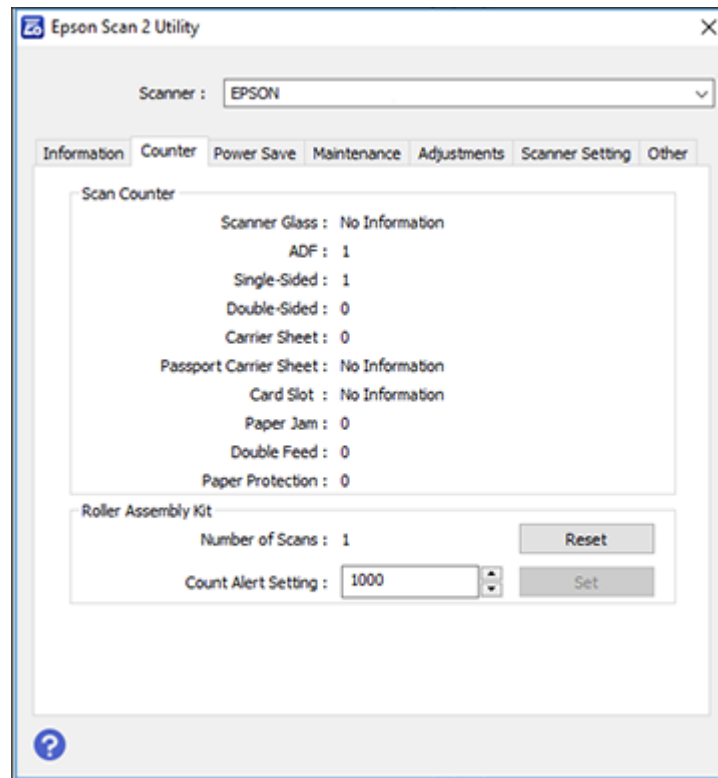 Epson Scan 2 Utility
Scanner : EPSON
Information Counter Power Save Maintenance Adjustments Scanner Setting Other
Scan Counter
Scanner Glass : No Information
ADF : 1
Single-Sided : 1
Double-Sided : 0
Carrier Sheet : 0
Passport Carrier Sheet : No Information
Card Slot : No Information
Paper Jam : 0
Double Feed : 0
Paper Protection : 0
Roller Assembly Kit
Number of Scans : 1 Reset
Count Alert Setting : 1000 Set
?